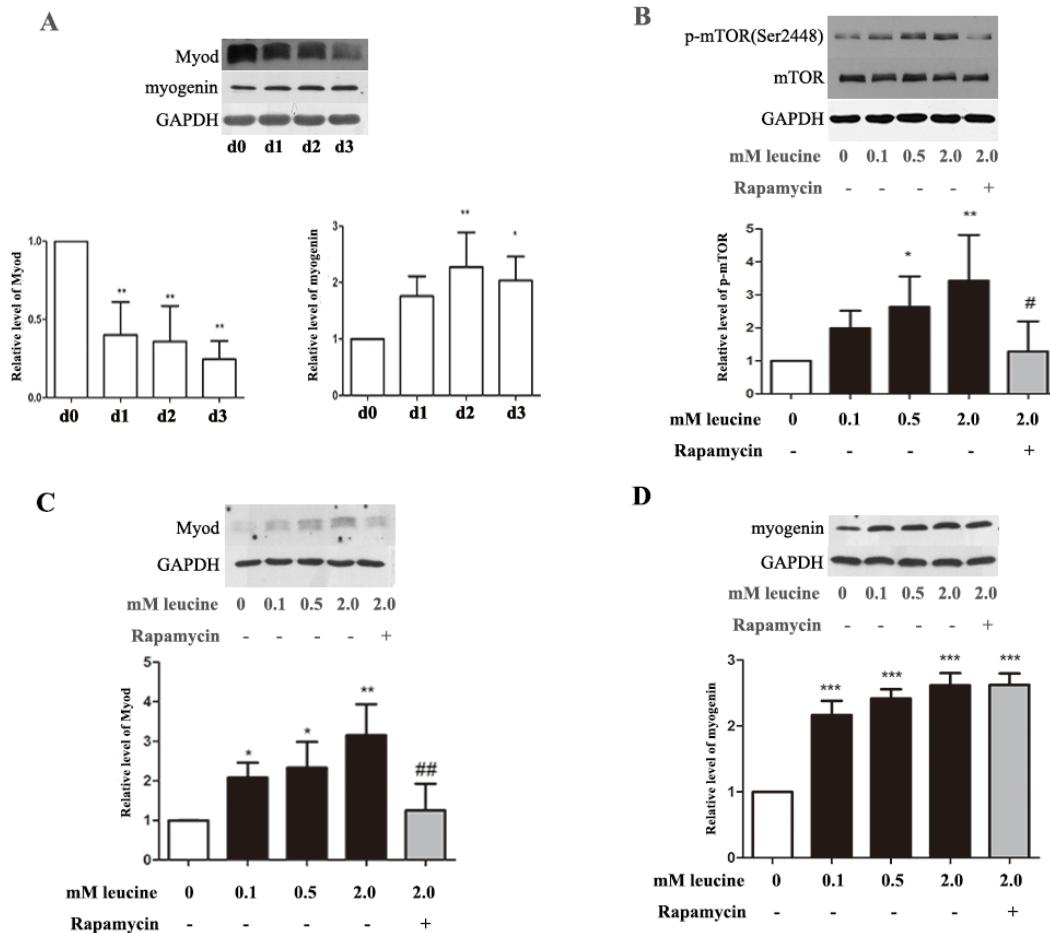 A
Myod
myogenin
GAPDH
d0 d1 d2 d3
Relative level of Myod
1.0
0.5
0.0
** ** **
d0 d1 d2 d3
Relative level of myogenin
3
2
1
0
** *
d0 d1 d2 d3
B
p-mTOR(Ser2448)
mTOR
GAPDH
mM leucine 0 0.1 0.5 2.0 2.0
Rapamycin - - - - +
Relative level of p-mTOR
5
4
3
2
1
0
* ** #
mM leucine 0 0.1 0.5 2.0 2.0
Rapamycin - - - - +
C
Myod
GAPDH
mM leucine 0 0.1 0.5 2.0 2.0
Rapamycin - - - - +
Relative level of Myod
5
4
3
2
1
0
* * ** ##
mM leucine 0 0.1 0.5 2.0 2.0
Rapamycin - - - - +
D
myogenin
GAPDH
mM leucine 0 0.1 0.5 2.0 2.0
Rapamycin - - - - +
Relative level of myogenin
3
2
1
0
*** *** *** ***
mM leucine 0 0.1 0.5 2.0 2.0
Rapamycin - - - - +